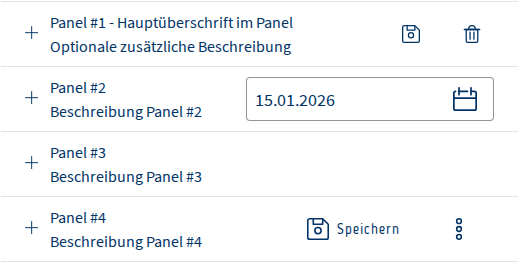 Panel #1 - Hauptüberschrift im Panel
Optionale zusätzliche Beschreibung
Panel #2
Beschreibung Panel #2
15.01.2026
Panel #3
Beschreibung Panel #3
Panel #4
Beschreibung Panel #4
Speichern